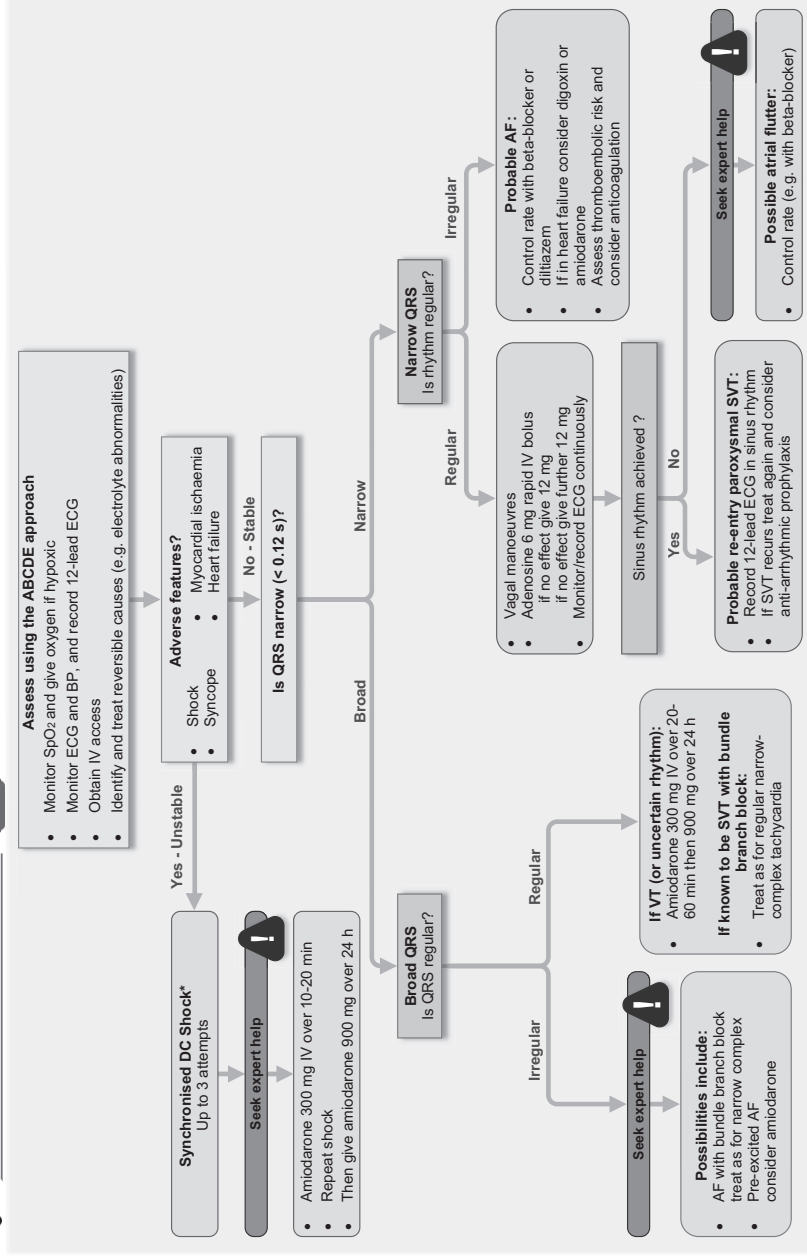 Assess using the ABCDE approach
• Monitor SpO2 and give oxygen if hypoxic
• Monitor ECG and BP, and record 12-lead ECG
• Obtain IV access
• Identify and treat reversible causes (e.g. electrolyte abnormalities)
Adverse features?
• Shock
• Syncope
• Myocardial ischaemia
• Heart failure
Yes - Unstable
Synchronised DC Shock*
Up to 3 attempts
Seek expert help
!
• Amiodarone 300 mg IV over 10-20 min
• Repeat shock
• Then give amiodarone 900 mg over 24 h
No - Stable
Is QRS narrow (< 0.12 s)?
Broad
Narrow
Broad QRS
Is QRS regular?
Irregular
Regular
Seek expert help
!
Possibilities include:
• AF with bundle branch block
treat as for narrow complex
• Pre-excited AF
consider amiodarone
If VT (or uncertain rhythm):
• Amiodarone 300 mg IV over 20-
60 min then 900 mg over 24 h
If known to be SVT with bundle
branch block:
• Treat as for regular narrow-
complex tachycardia
Narrow QRS
Is rhythm regular?
Regular
Irregular
• Vagal manoeuvres
• Adenosine 6 mg rapid IV bolus
if no effect give 12 mg
if no effect give further 12 mg
• Monitor/record ECG continuously
Probable AF:
• Control rate with beta-blocker or
diltiazem
• If in heart failure consider digoxin or
amiodarone
• Assess thromboembolic risk and
consider anticoagulation
Sinus rhythm achieved ?
Yes
No
Probable re-entry paroxysmal SVT:
• Record 12-lead ECG in sinus rhythm
• If SVT recurs treat again and consider
anti-arrhythmic prophylaxis
Seek expert help
!
Possible atrial flutter:
• Control rate (e.g. with beta-blocker)